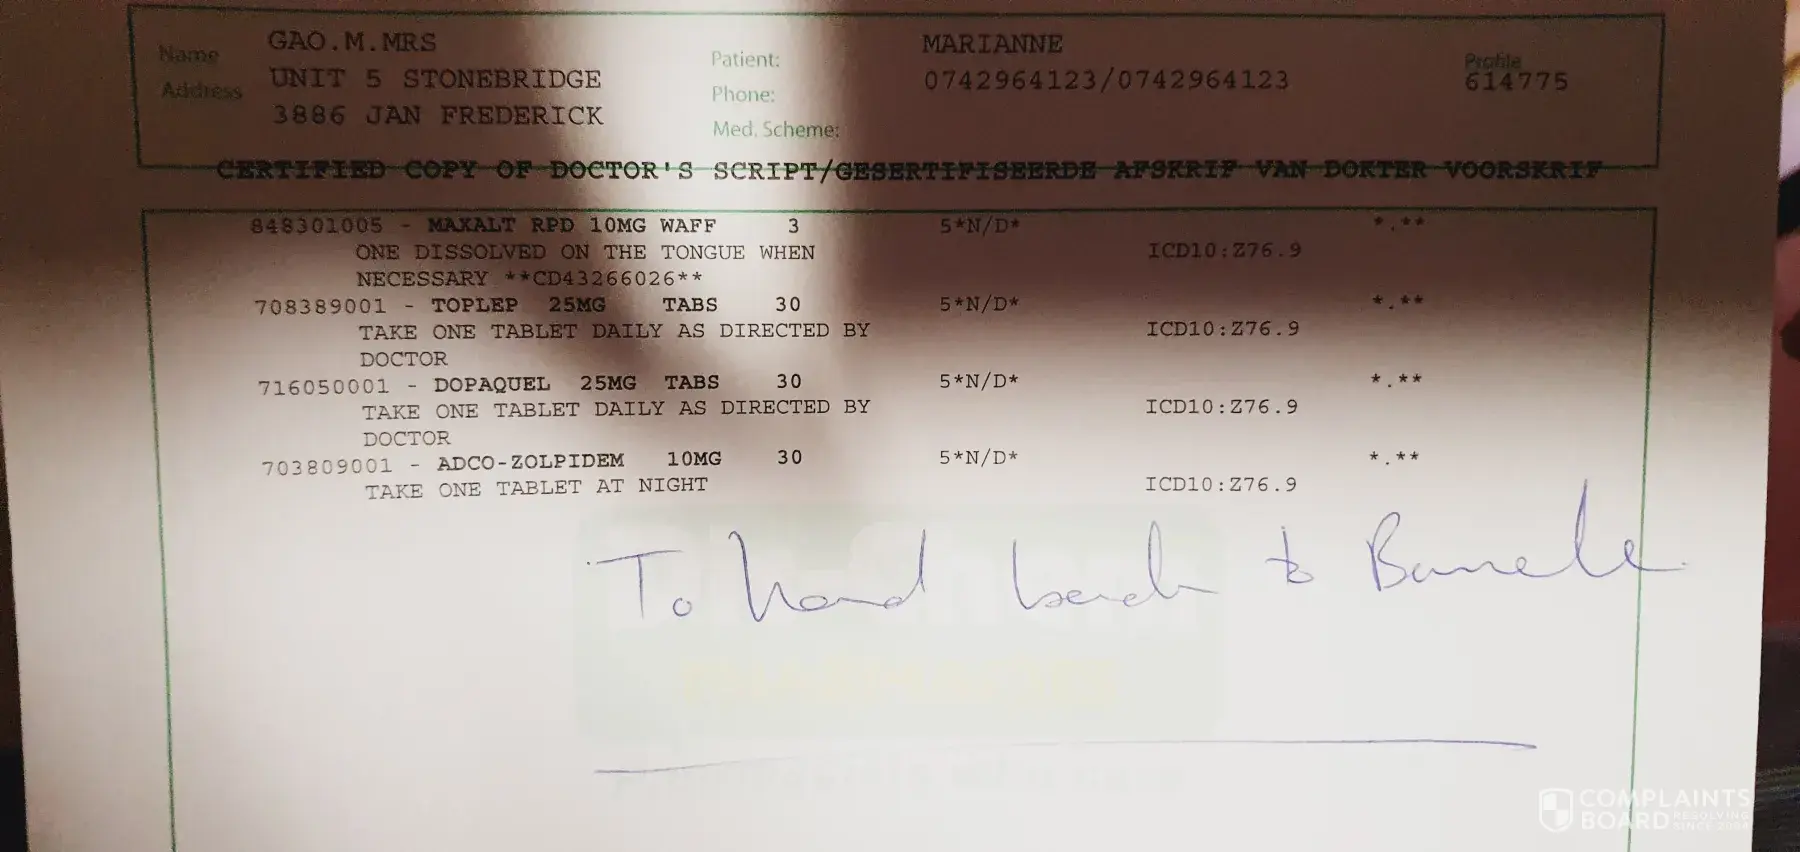 Name GAO.M.MRS Patient: MARIANNE Profile
Address UNIT 5 STONEBRIDGE Phone: 0742964123/0742964123 614775
3886 JAN FREDERICK Med. Scheme:
CERTIFIED COPY OF DOCTOR'S SCRIPT/GESERTIFISEERDE AFSKRIF VAN DOKTER VOORSKRIF
848301005 - MAXALT RPD 10MG WAFF 3 5*N/D* *.**
ONE DISSOLVED ON THE TONGUE WHEN ICD10:Z76.9
NECESSARY **CD43266026**
708389001 - TOPLEP 25MG TABS 30 5*N/D* *.**
TAKE ONE TABLET DAILY AS DIRECTED BY ICD10:Z76.9
DOCTOR
716050001 - DOPAQUEL 25MG TABS 30 5*N/D* *.**
TAKE ONE TABLET DAILY AS DIRECTED BY ICD10:Z76.9
DOCTOR
703809001 - ADCO-ZOLPIDEM 10MG 30 5*N/D* *.**
TAKE ONE TABLET AT NIGHT ICD10:Z76.9
To hand back to
COMPLAINTS
BOARD RESOLVING
SINCE 2004